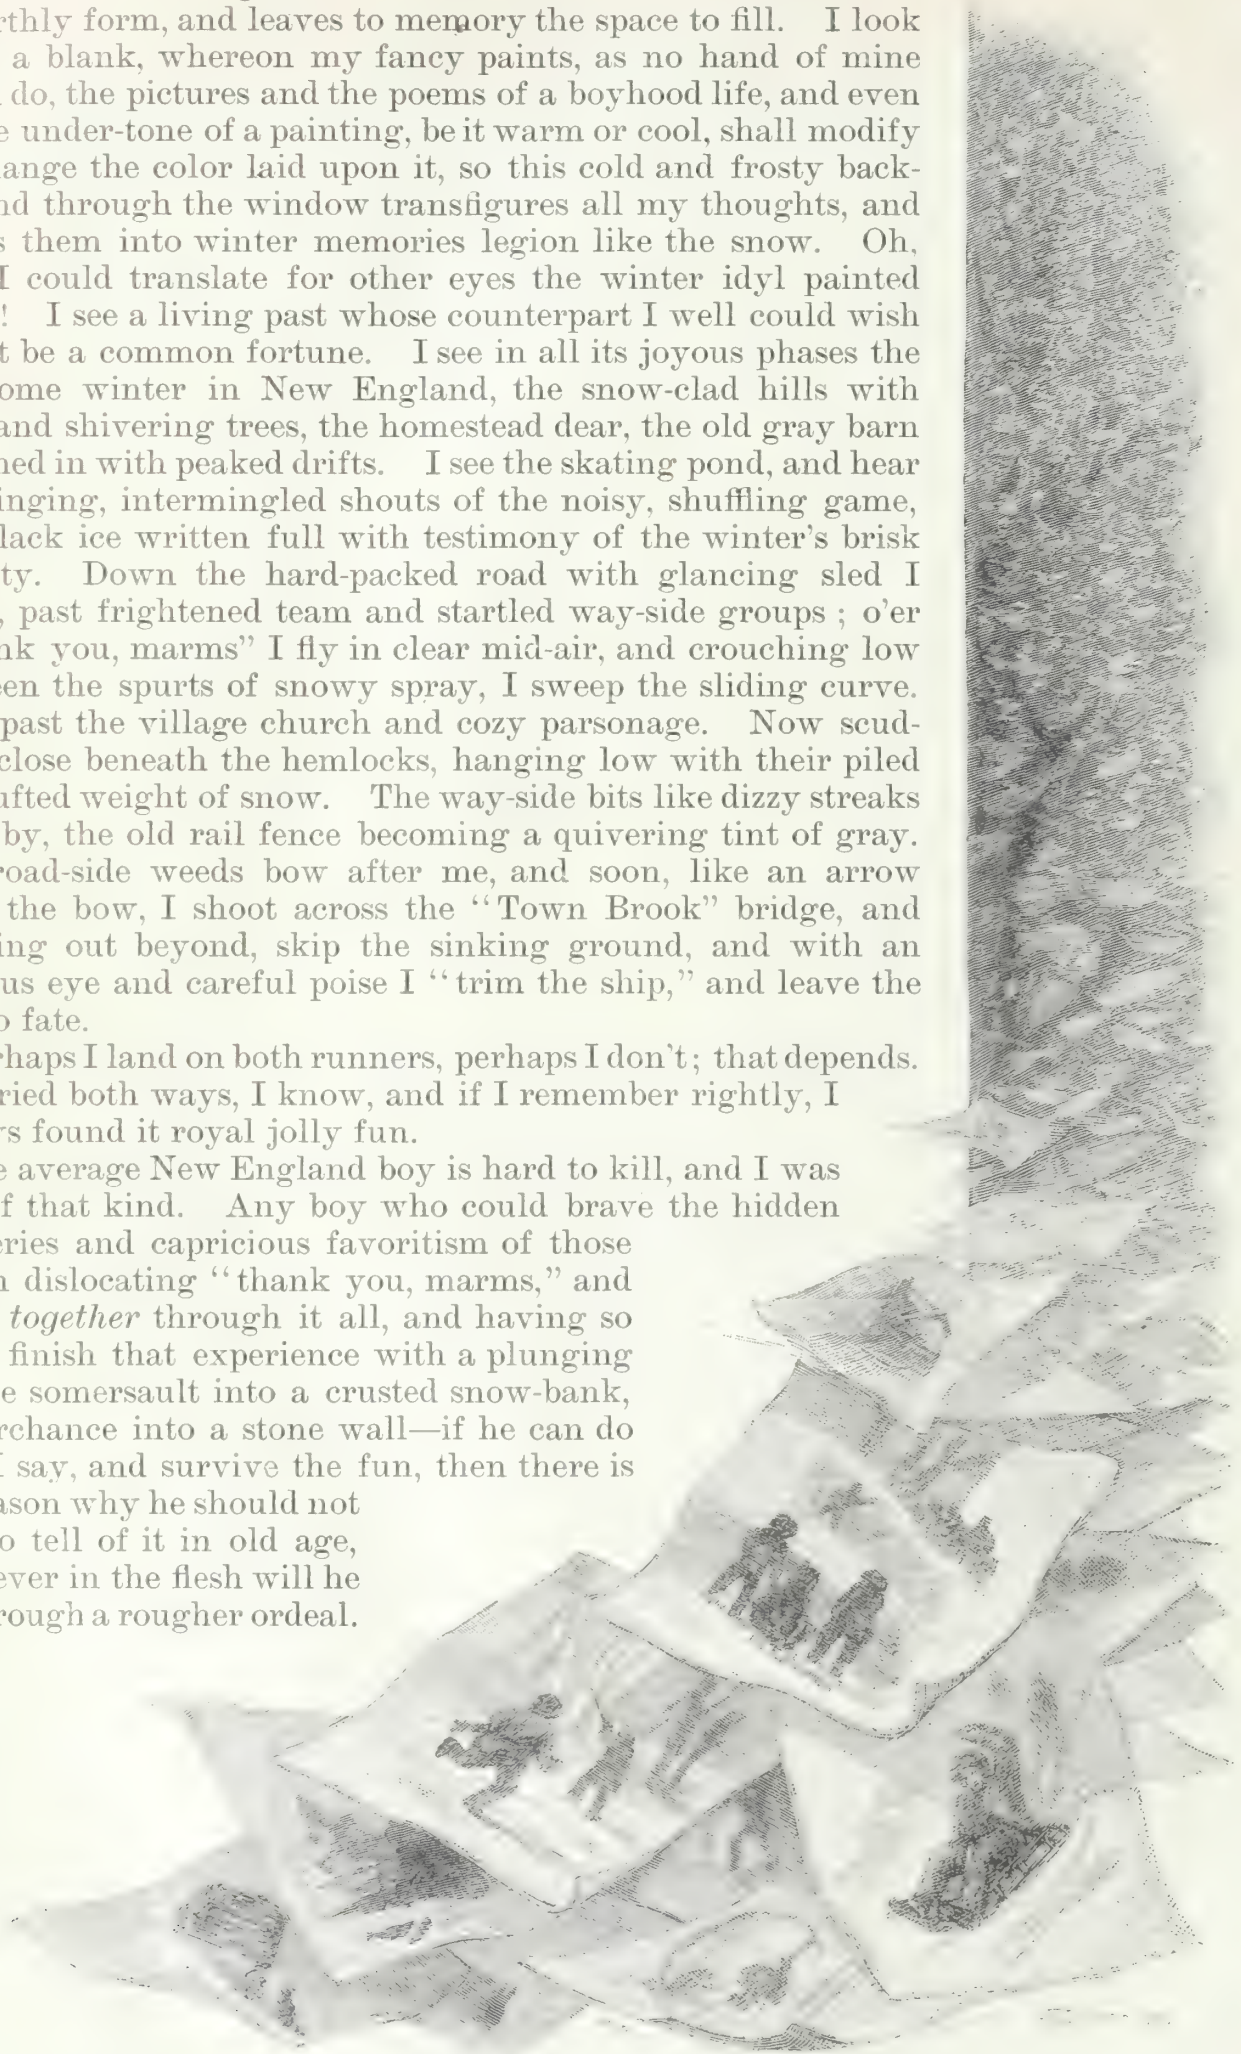 rthly form, and leaves to memory the space to fill. I look
a blank, whereon my fancy paints, as no hand of mine
do, the pictures and the poems of a boyhood life, and even
e under-tone of a painting, be it warm or cool, shall modify
ange the color laid upon it, so this cold and frosty back-
nd through the window transfigures all my thoughts, and
s them into winter memories legion like the snow. Oh,
I could translate for other eyes the winter idyl painted
! I see a living past whose counterpart I well could wish
t be a common fortune. I see in all its joyous phases the
ome winter in New England, the snow-clad hills with
and shivering trees, the homestead dear, the old gray barn
ned in with peaked drifts. I see the skating pond, and hear
inging, intermingled shouts of the noisy, shuffling game,
lack ice written full with testimony of the winter's brisk
ty. Down the hard-packed road with glancing sled I
, past frightened team and startled way-side groups ; o'er
nk you, marms" I fly in clear mid-air, and crouching low
een the spurts of snowy spray, I sweep the sliding curve.
past the village church and cozy parsonage. Now scud-
close beneath the hemlocks, hanging low with their piled
ufted weight of snow. The way-side bits like dizzy streaks
by, the old rail fence becoming a quivering tint of gray.
road-side weeds bow after me, and soon, like an arrow
the bow, I shoot across the "Town Brook" bridge, and
ing out beyond, skip the sinking ground, and with an
us eye and careful poise I "trim the ship," and leave the
o fate.
rhaps I land on both runners, perhaps I don't; that depends.
ried both ways, I know, and if I remember rightly, I
s found it royal jolly fun.
e average New England boy is hard to kill, and I was
f that kind. Any boy who could brave the hidden
eries and capricious favoritism of those
n dislocating "thank you, marms," and
together through it all, and having so
finish that experience with a plunging
e somersault into a crusted snow-bank,
rchance into a stone wall—if he can do
I say, and survive the fun, then there is
ason why he should not
o tell of it in old age,
ever in the flesh will he
rough a rougher ordeal.